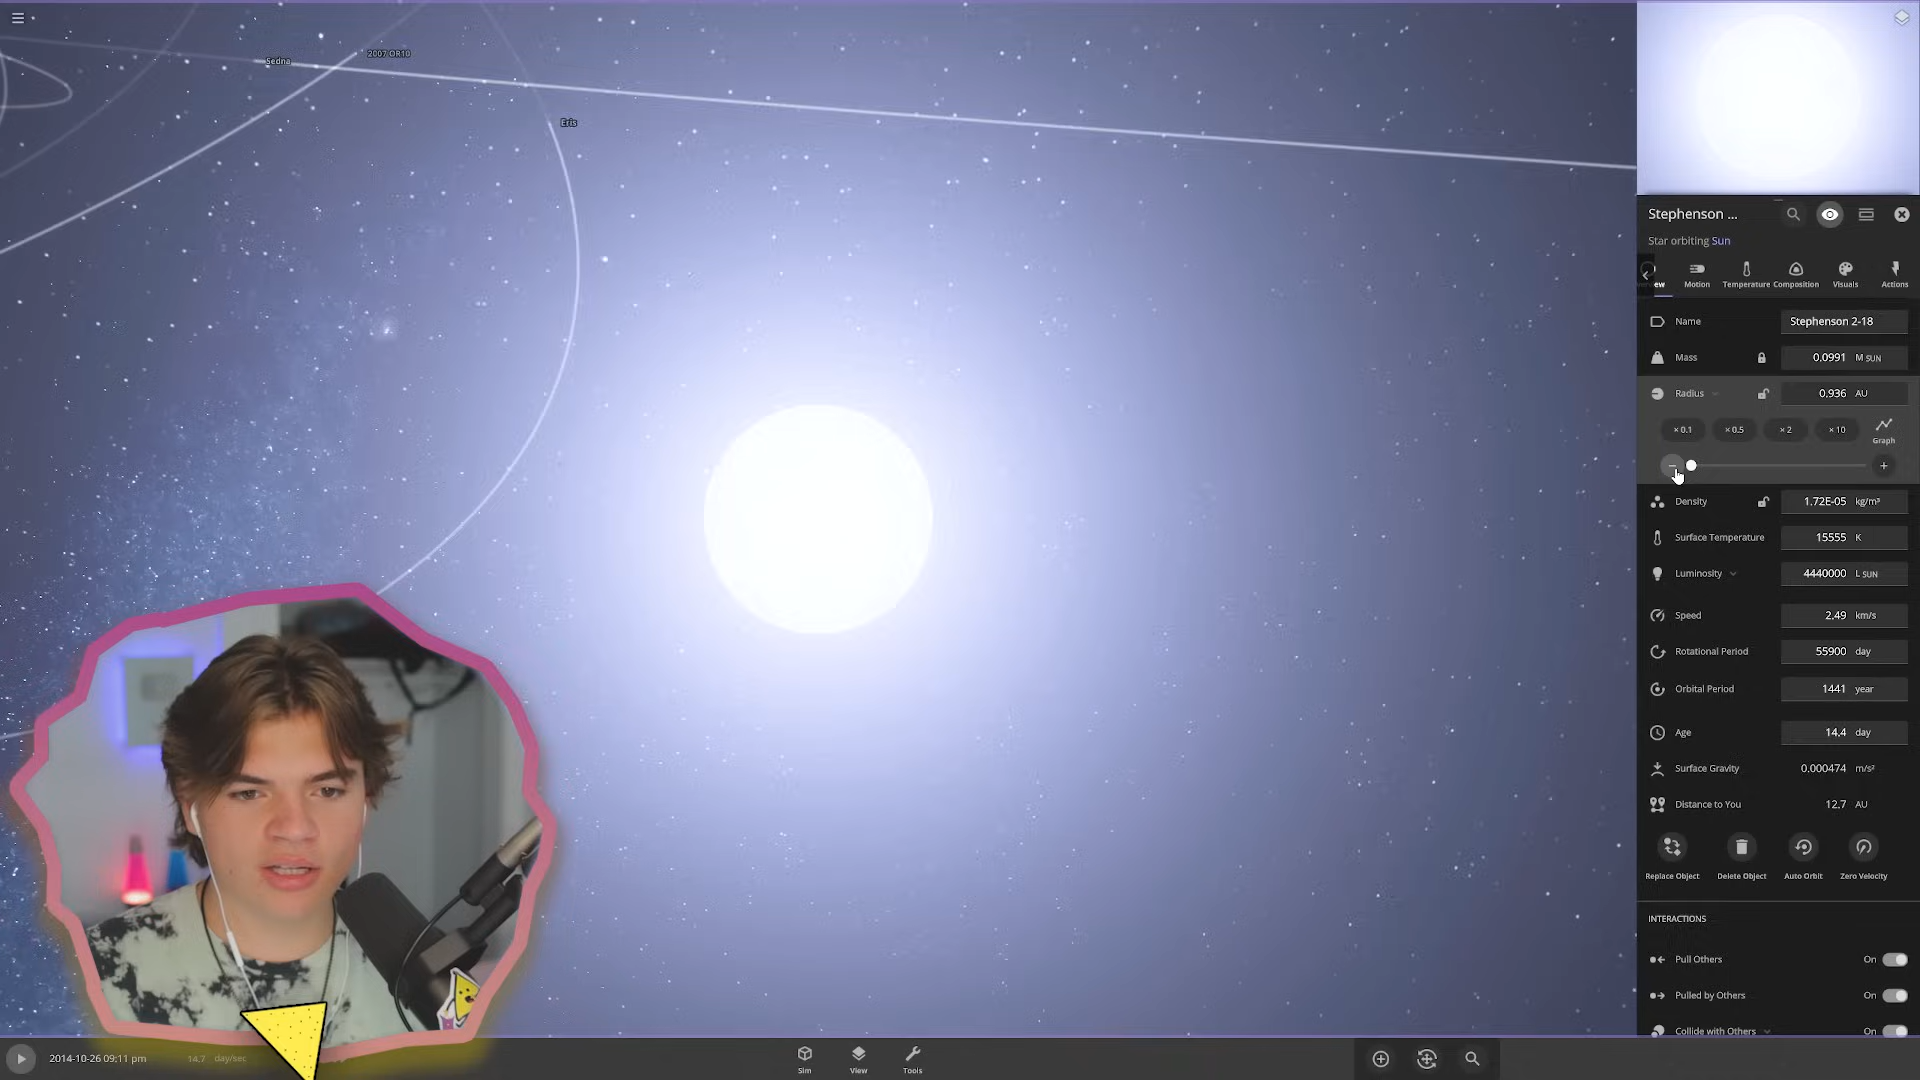 Sedna
2007 OR10
Eris
Stephenson ...
Star orbiting Sun
ew
Motion
Temperature
Composition
Visuals
Actions
Name Stephenson 2-18
Mass 0.0991 M SUN
Radius 0.936 AU
× 0.1 × 0.5 × 2 × 10 Graph
− +
Density 1.72E-05 kg/m³
Surface Temperature 15555 K
Luminosity 4440000 L SUN
Speed 2.49 km/s
Rotational Period 55900 day
Orbital Period 1441 year
Age 14.4 day
Surface Gravity 0.000474 m/s²
Distance to You 12.7 AU
Replace Object Delete Object Auto Orbit Zero Velocity
INTERACTIONS
Pull Others On
Pulled by Others On
Collide with Others On
2014-10-26 09:11 pm 14.7 day/sec
Sim View Tools